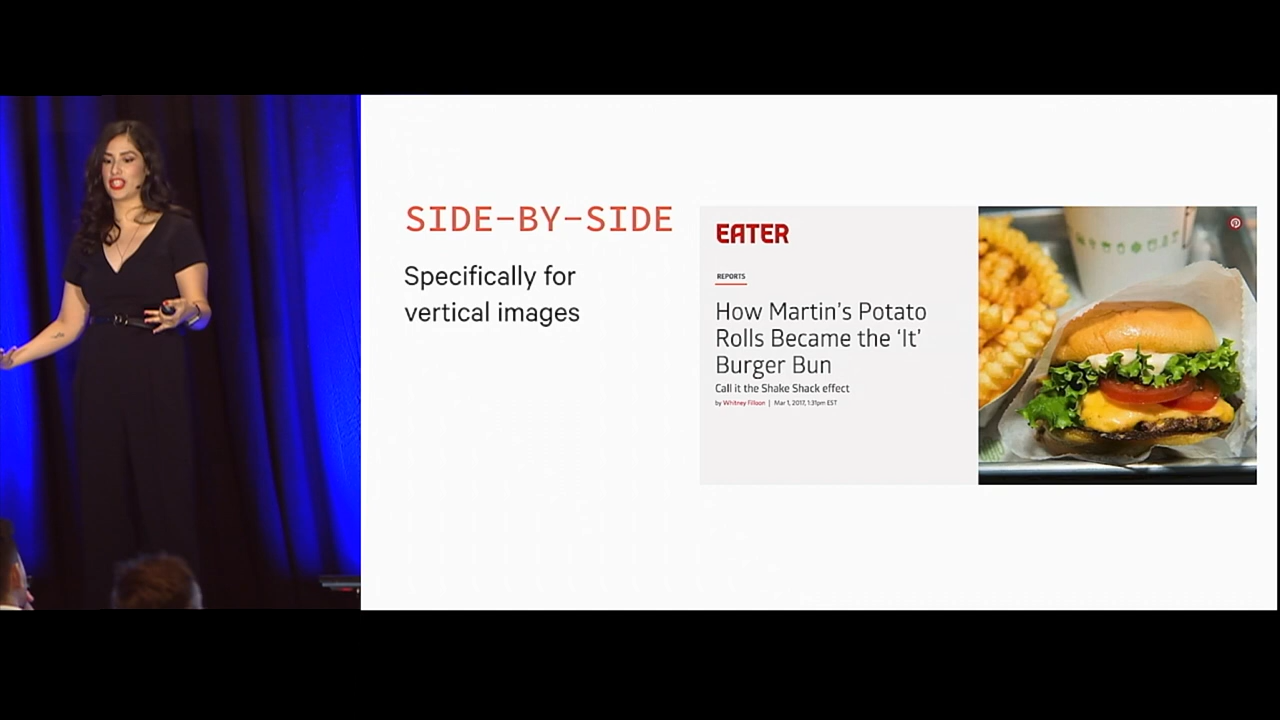 SIDE-BY-SIDE
Specifically for
vertical images
EATER
REPORTS
How Martin’s Potato
Rolls Became the ‘It’
Burger Bun
Call it the Shake Shack effect
by Whitney Filloon | Mar 1, 2017, 1:31pm EST